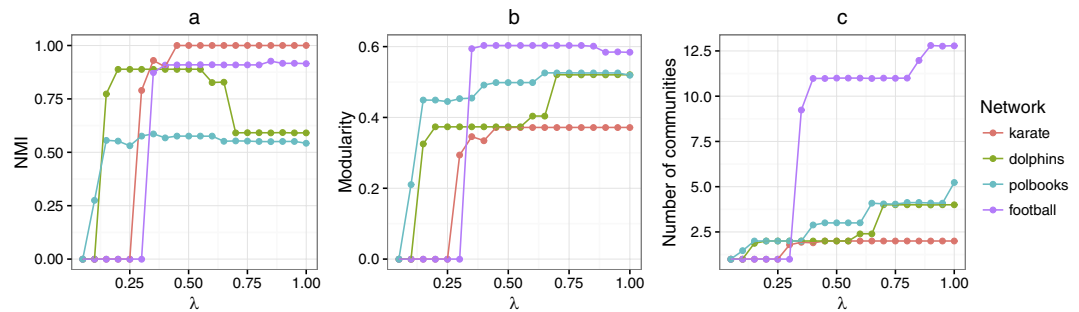 a
b
c
NMI
1.00
0.75
0.50
0.25
0.00
0.25
0.50
0.75
1.00
λ
Modularity
0.6
0.4
0.2
0.0
0.25
0.50
0.75
1.00
λ
Number of communities
12.5
10.0
7.5
5.0
2.5
0.25
0.50
0.75
1.00
λ
Network
karate
dolphins
polbooks
football